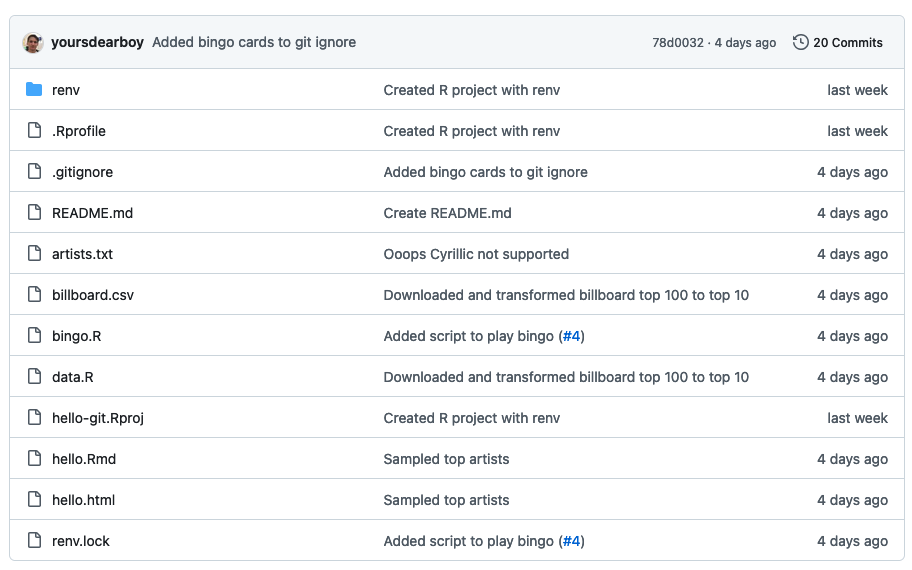 yoursdearboy Added bingo cards to git ignore 78d0032 · 4 days ago 20 Commits
renv Created R project with renv last week
.Rprofile Created R project with renv last week
.gitignore Added bingo cards to git ignore 4 days ago
README.md Create README.md 4 days ago
artists.txt Ooops Cyrillic not supported 4 days ago
billboard.csv Downloaded and transformed billboard top 100 to top 10 4 days ago
bingo.R Added script to play bingo (#4) 4 days ago
data.R Downloaded and transformed billboard top 100 to top 10 4 days ago
hello-git.Rproj Created R project with renv last week
hello.Rmd Sampled top artists 4 days ago
hello.html Sampled top artists 4 days ago
renv.lock Added script to play bingo (#4) 4 days ago